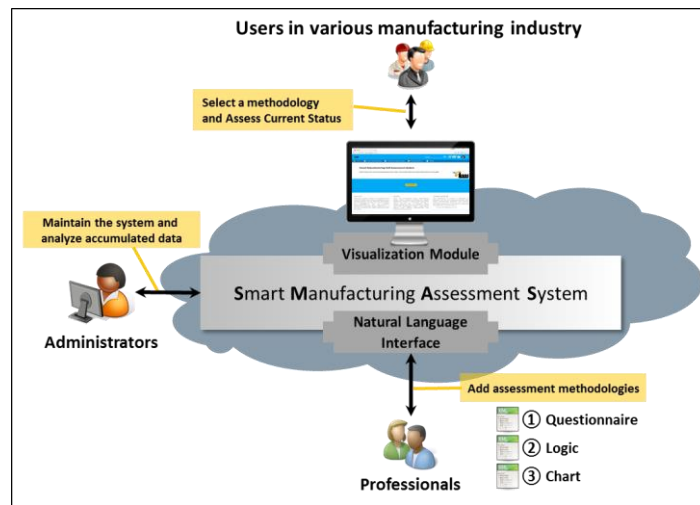 Users in various manufacturing industry
Select a methodology
and Assess Current Status
Maintain the system and
analyze accumulated data
Visualization Module
Smart Manufacturing Assessment System
Administrators
Natural Language
Interface
Add assessment methodologies
① Questionnaire
② Logic
③ Chart
Professionals